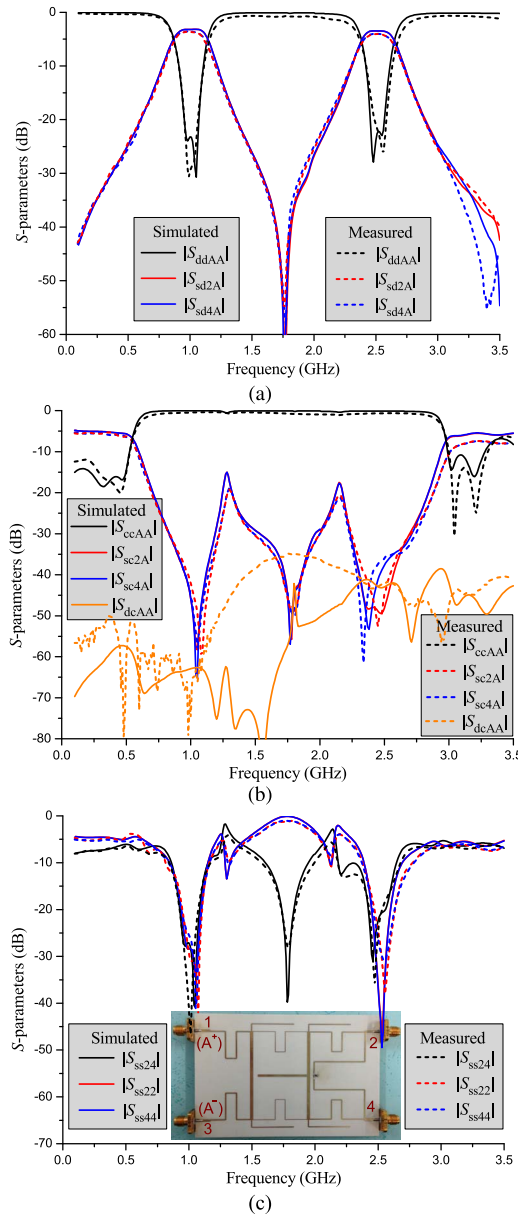 0
-10
-20
-30
-40
-50
-60
S-parameters (dB)
Simulated
|SddAA|
|Ssd2A|
|Ssd4A|
Measured
|SddAA|
|Ssd2A|
|Ssd4A|
0.0 0.5 1.0 1.5 2.0 2.5 3.0 3.5
Frequency (GHz)
(a)
0
-10
-20
-30
-40
-50
-60
-70
-80
S-parameters (dB)
Simulated
|SccAA|
|Ssc2A|
|Ssc4A|
|SdcAA|
Measured
|SccAA|
|Ssc2A|
|Ssc4A|
|SdcAA|
0.0 0.5 1.0 1.5 2.0 2.5 3.0 3.5
Frequency (GHz)
(b)
0
-10
-20
-30
-40
-50
-60
-70
S-parameters (dB)
Simulated
|Sss24|
|Sss22|
|Sss44|
1
(A+)
2
(A-)
3
4
Measured
|Sss24|
|Sss22|
|Sss44|
0.0 0.5 1.0 1.5 2.0 2.5 3.0 3.5
Frequency (GHz)
(c)